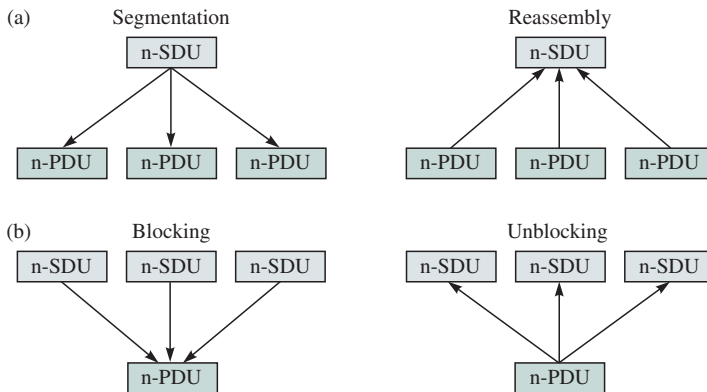 (a)
Segmentation
Reassembly
n-SDU
n-SDU
n-PDU
n-PDU
n-PDU
n-PDU
n-PDU
n-PDU
(b)
Blocking
Unblocking
n-SDU
n-SDU
n-SDU
n-SDU
n-SDU
n-SDU
n-PDU
n-PDU